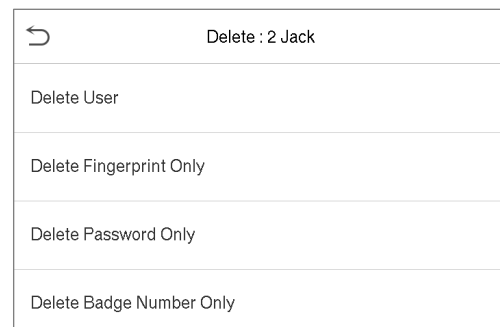 Delete : 2 Jack
Delete User
Delete Fingerprint Only
Delete Password Only
Delete Badge Number Only